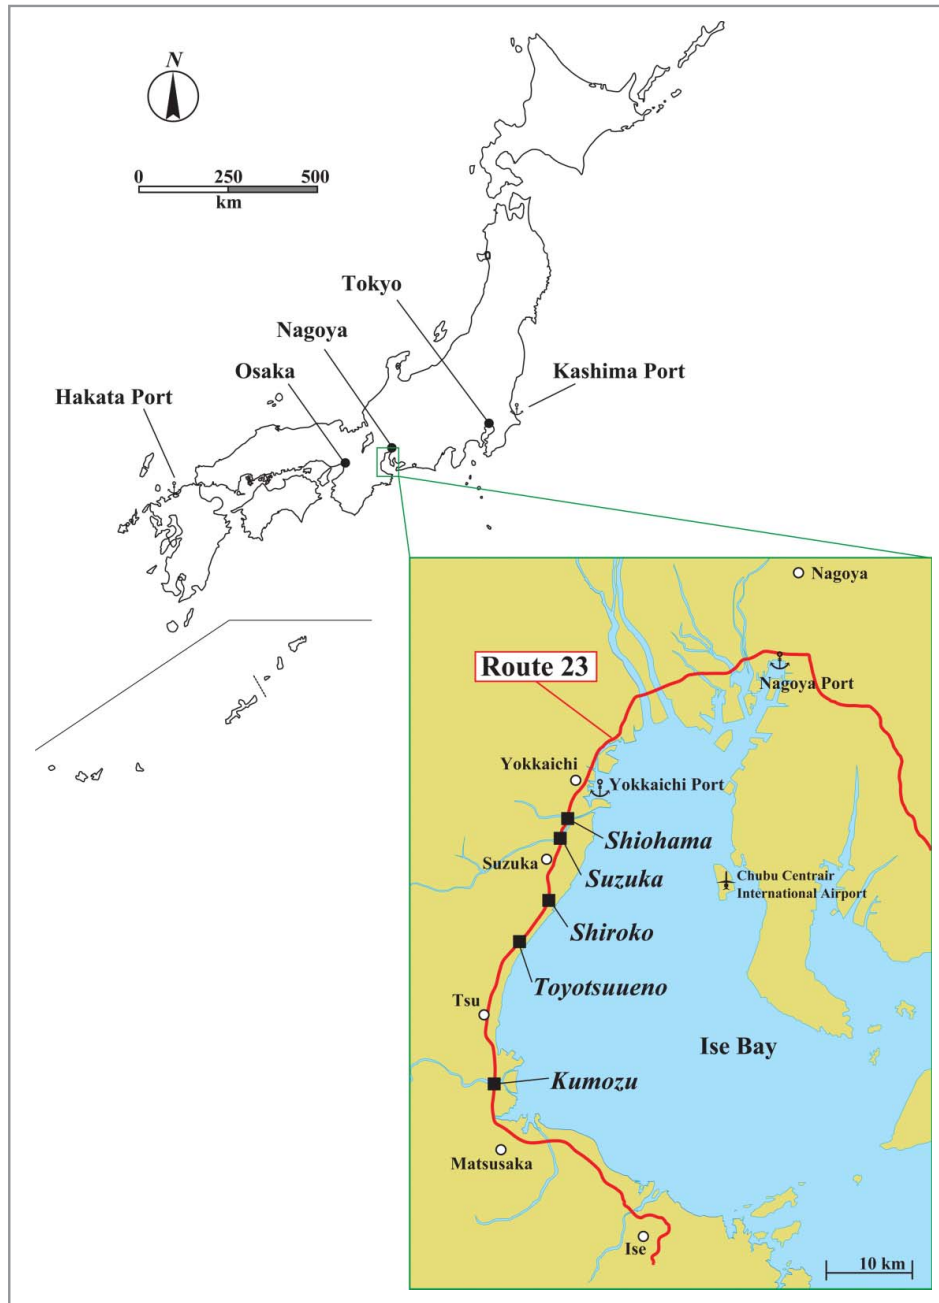 N
0 250 500
km
Tokyo
Nagoya
Osaka
Kashima Port
Hakata Port
Nagoya
Route 23
Nagoya Port
Yokkaichi
Yokkaichi Port
Shiohama
Suzuka
Suzuka
Chubu Centrair
International Airport
Shiroko
Toyotsuueno
Tsu
Ise Bay
Kumozu
Matsusaka
Ise
10 km